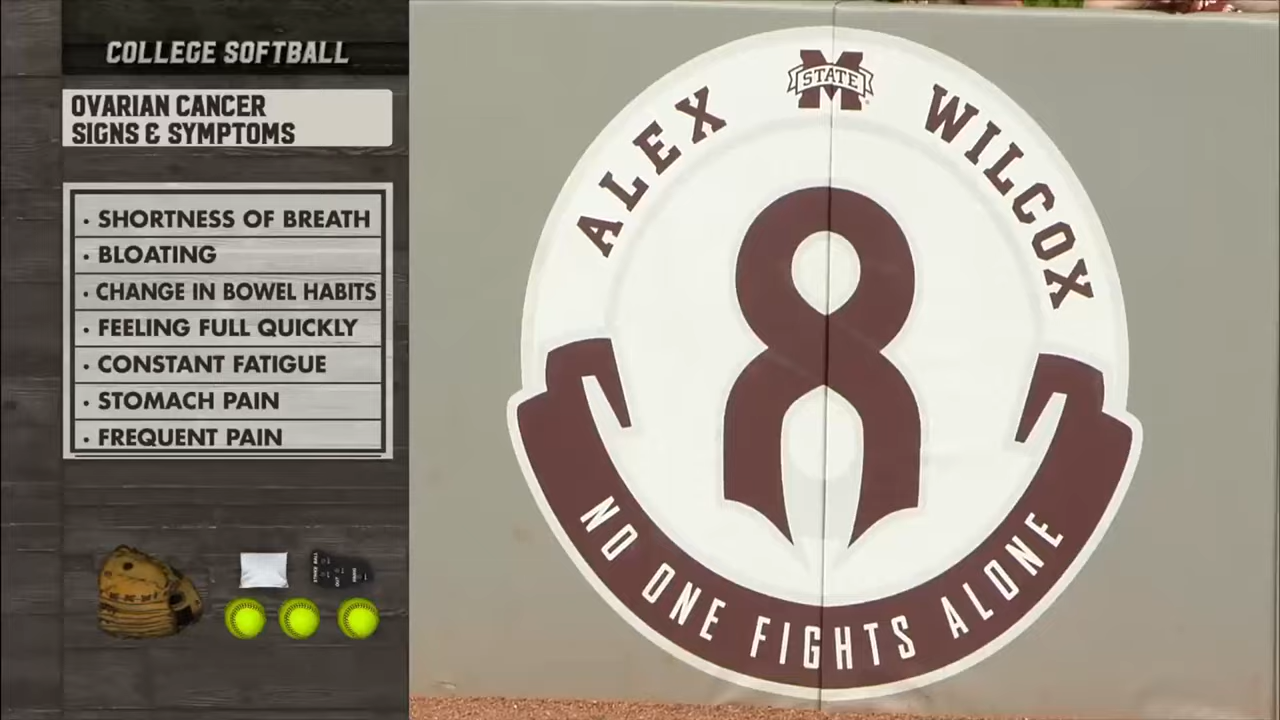 COLLEGE SOFTBALL
OVARIAN CANCER
SIGNS & SYMPTOMS
• SHORTNESS OF BREATH
• BLOATING
• CHANGE IN BOWEL HABITS
• FEELING FULL QUICKLY
• CONSTANT FATIGUE
• STOMACH PAIN
• FREQUENT PAIN
STATE
ALEX WILCOX
8
NO ONE FIGHTS ALONE